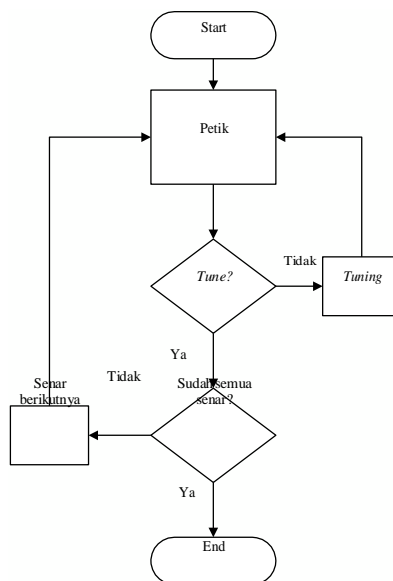 Start
Petik
Tune?
Tidak
Tuning
Ya
Sudah semua
senar?
Tidak
Senar
berikutnya
Ya
End